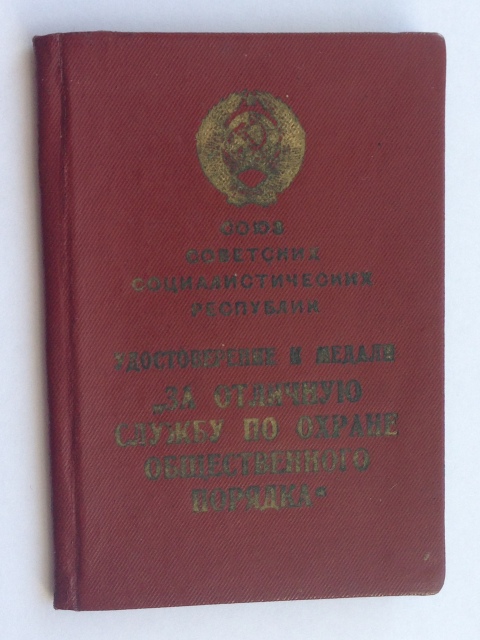 СОЮЗ
СОВЕТСКИХ
СОЦИАЛИСТИЧЕСКИХ
РЕСПУБЛИК
УДОСТОВЕРЕНИЕ К МЕДАЛИ
„ЗА ОТЛИЧНУЮ
СЛУЖБУ ПО ОХРАНЕ
ОБЩЕСТВЕННОГО
ПОРЯДКА“